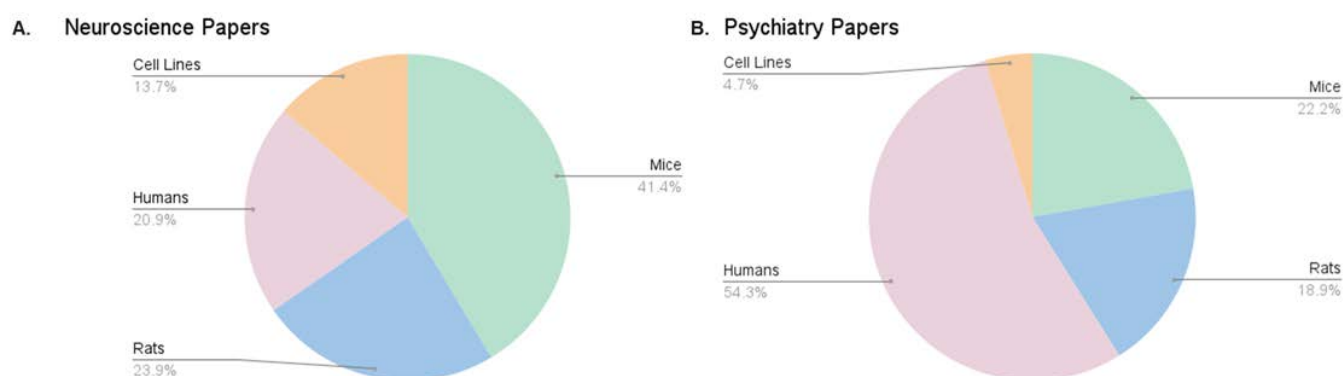 A. Neuroscience Papers
Cell Lines
13.7%
Mice
41.4%
Humans
20.9%
Rats
23.9%
B. Psychiatry Papers
Cell Lines
4.7%
Mice
22.2%
Humans
54.3%
Rats
18.9%